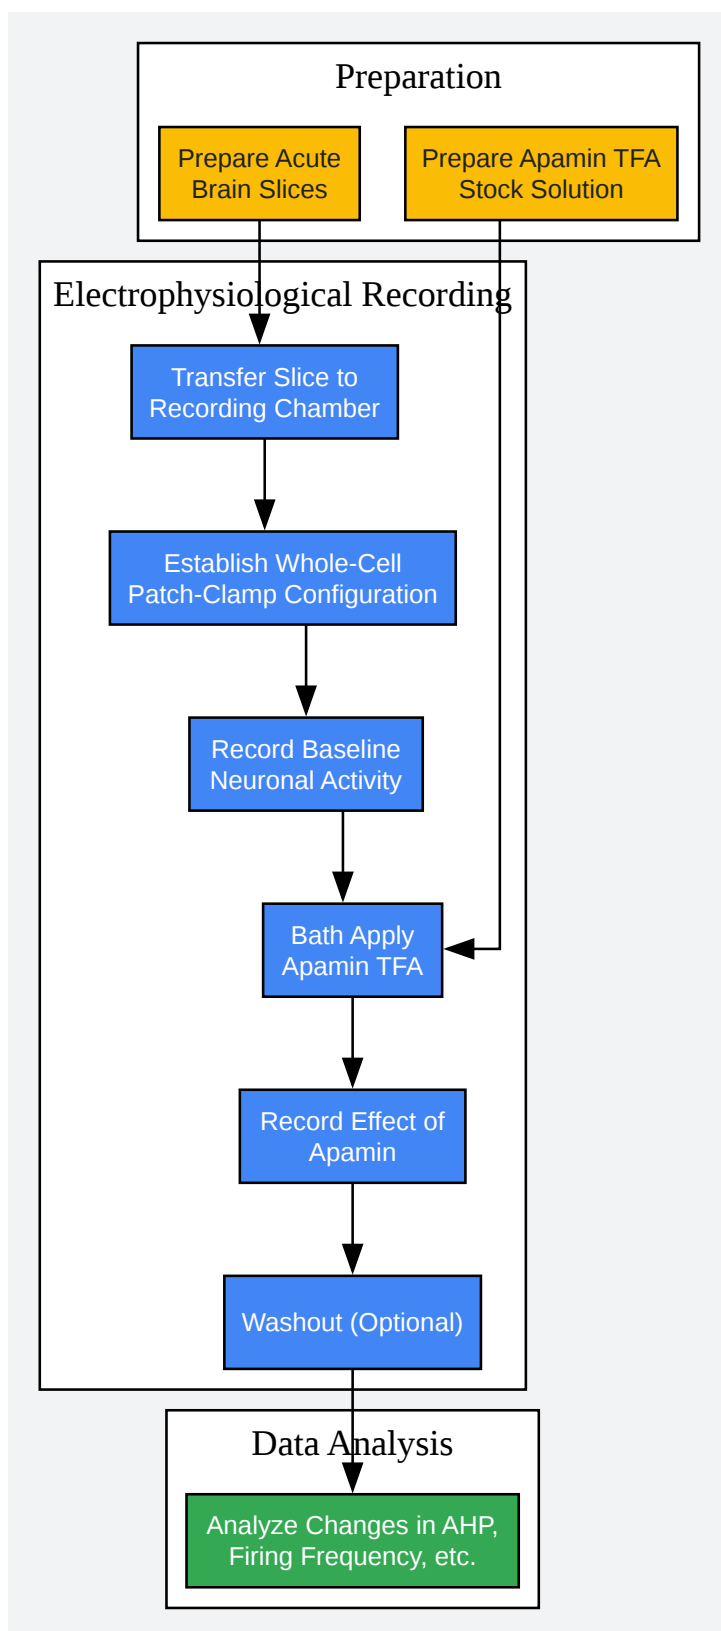 Preparation
Prepare Acute
Brain Slices
Prepare Apamin TFA
Stock Solution
Electrophysiological Recording
Transfer Slice to
Recording Chamber
Establish Whole-Cell
Patch-Clamp Configuration
Record Baseline
Neuronal Activity
Bath Apply
Apamin TFA
Record Effect of
Apamin
Washout (Optional)
Data Analysis
Analyze Changes in AHP,
Firing Frequency, etc.